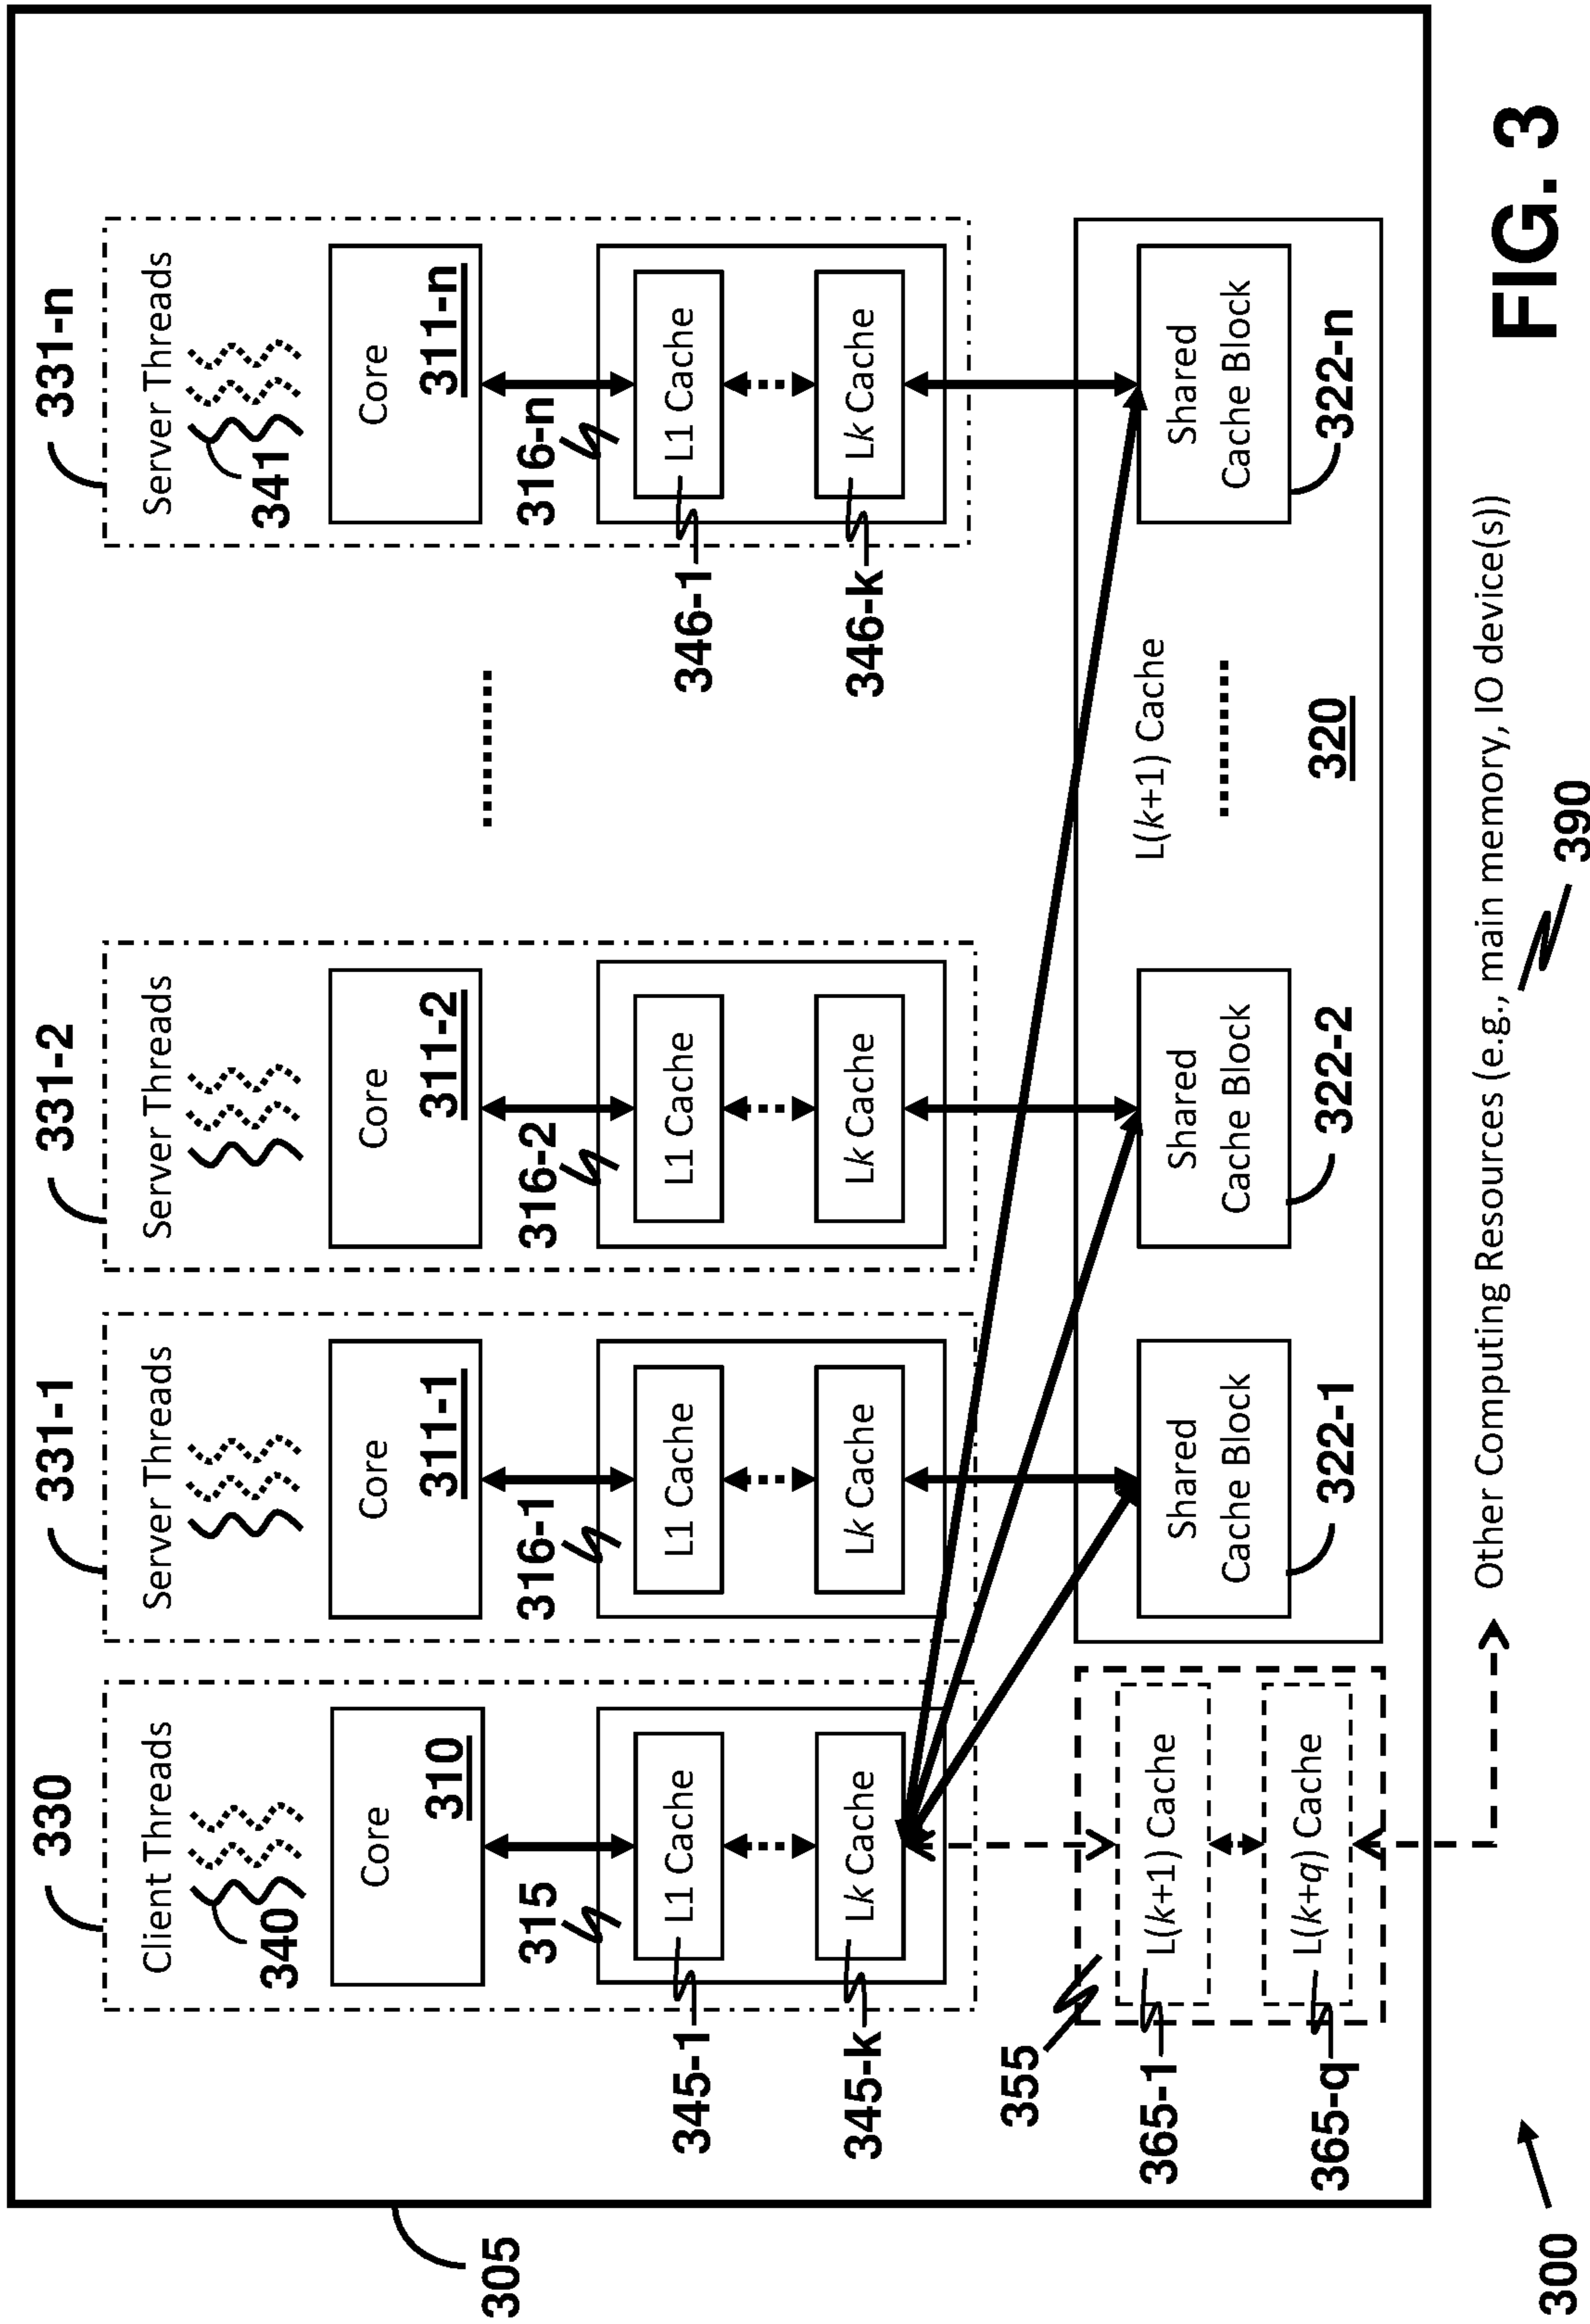 330
331-1
331-2
331-n
Client Threads
Server Threads
Server Threads
Server Threads
340
341
Core
310
Core
311-1
Core
311-2
Core
311-n
315
316-1
316-2
316-n
345-1
L1 Cache
L1 Cache
L1 Cache
346-1
L1 Cache
345-k
Lk Cache
Lk Cache
Lk Cache
346-k
Lk Cache
355
365-1
L(k+1) Cache
365-q
L(k+q) Cache
L(k+1) Cache
Shared
Cache Block
322-1
Shared
Cache Block
322-2
320
Shared
Cache Block
322-n
305
Other Computing Resources (e.g., main memory, IO device(s))
390
300
FIG. 3